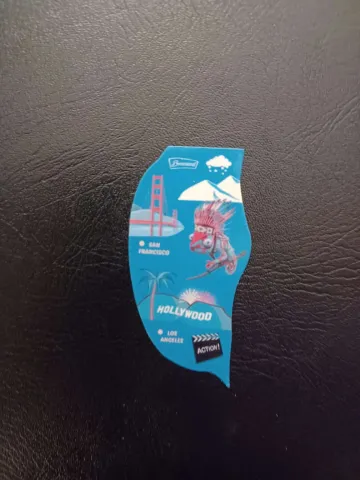 SAN
FRANCISCO
HOLLYWOOD
LOS
ANGELES
ACTION!